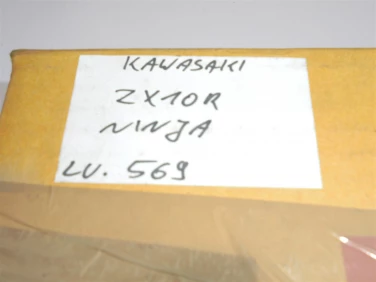 KAWASAKI
ZX10R
NINJA
LV. 569